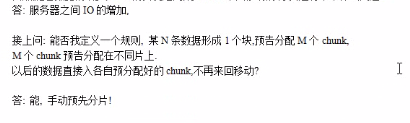 答: 服务器之间 IO 的增加,
接上问: 能否我定义一个规则, 某 N 条数据形成 1 个块,预告分配 M 个 chunk,
M 个 chunk 预告分配在不同片上.
以后的数据直接入各自预分配好的 chunk,不再来回移动?
答: 能, 手动预先分片!